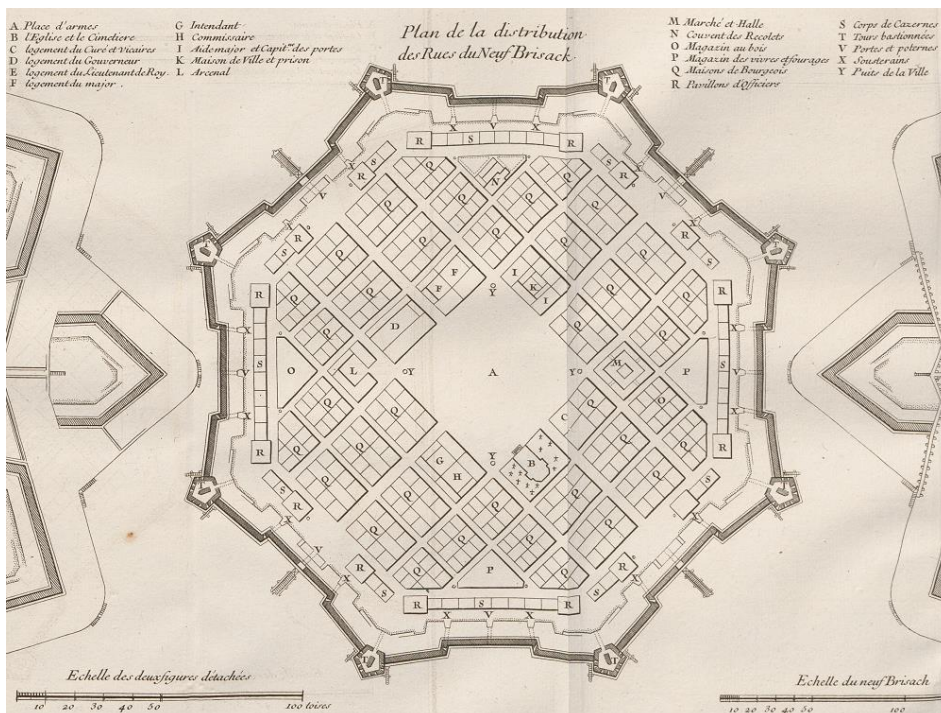 Plan de la distribution
des Rues du Neuf Brisack
A Place d'armes
B l'Eglise et le Cimetiere
C logement du Curé et Vicaires
D logement du Gouverneur
E logement du Lieutenant de Roy
F logement du major.
G Intendant
H Commissaire
I Aide major et Capit.^nes des portes
K Maison de Ville et prison
L Arcenal
M Marché et Halle
N Couvent des Recolets
O Magazin au bois
P Magazin des vivres et fourages
Q Maisons de Bourgeois
R Pavillons d'Officiers
S Corps de Cazernes
T Tours bastionnées
V Portes et poternes
X Souterains
Y Puits de la Ville
Echelle des deux figures détachées
10 20 30 40 50 100 toises
Echelle du neuf Brisach
10 20 30 40 50 100